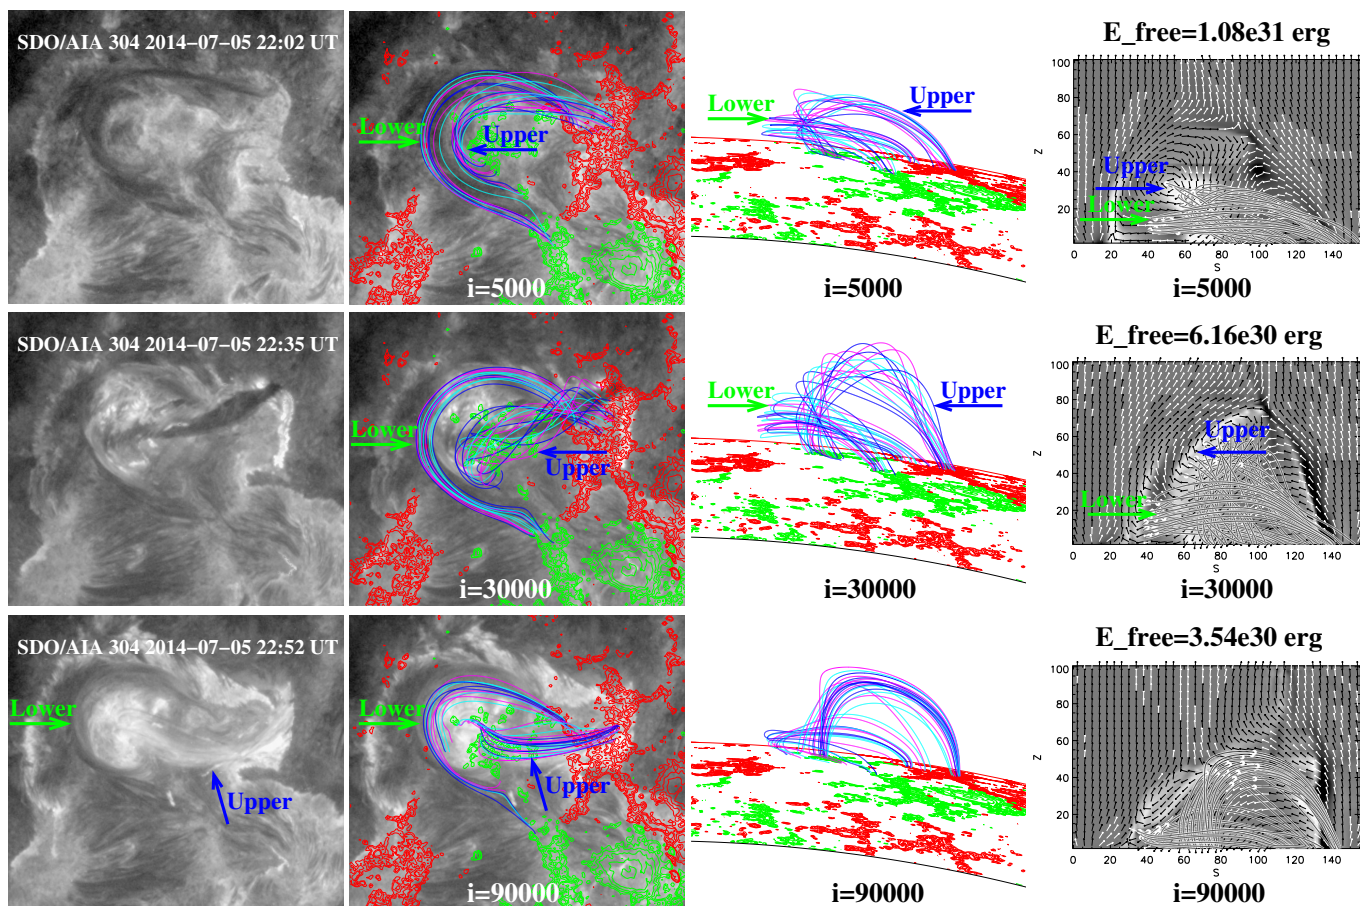 SDO/AIA 304 2014−07−05 22:02 UT
Lower
Upper
i=5000
Lower
Upper
i=5000
E_free=1.08e31 erg
100
80
60
40
20
Z
Upper
Lower
0 20 40 60 80 100 120 140
S
i=5000
SDO/AIA 304 2014−07−05 22:35 UT
Lower
Upper
i=30000
Lower
Upper
i=30000
E_free=6.16e30 erg
100
80
60
40
20
Z
Upper
Lower
0 20 40 60 80 100 120 140
S
i=30000
SDO/AIA 304 2014−07−05 22:52 UT
Lower
Upper
Lower
Upper
i=90000
i=90000
E_free=3.54e30 erg
100
80
60
40
20
Z
0 20 40 60 80 100 120 140
S
i=90000